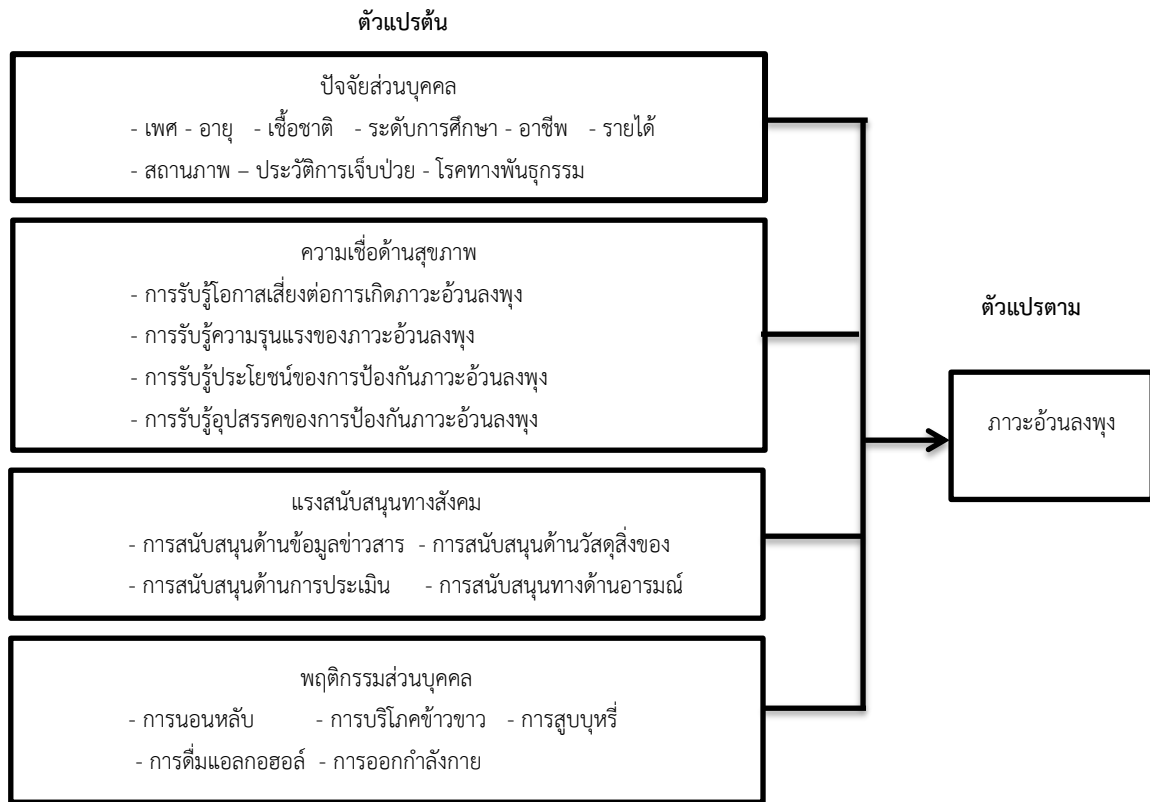 ตัวแปรต้น
ปัจจัยส่วนบุคคล
- เพศ - อายุ - เชื้อชาติ - ระดับการศึกษา - อาชีพ - รายได้
- สถานภาพ – ประวัติการเจ็บป่วย - โรคทางพันธุกรรม
ความเชื่อด้านสุขภาพ
- การรับรู้โอกาสเสี่ยงต่อการเกิดภาวะอ้วนลงพุง
- การรับรู้ความรุนแรงของภาวะอ้วนลงพุง
- การรับรู้ประโยชน์ของการป้องกันภาวะอ้วนลงพุง
- การรับรู้อุปสรรคของการป้องกันภาวะอ้วนลงพุง
แรงสนับสนุนทางสังคม
- การสนับสนุนด้านข้อมูลข่าวสาร - การสนับสนุนด้านวัสดุสิ่งของ
- การสนับสนุนด้านการประเมิน - การสนับสนุนทางด้านอารมณ์
พฤติกรรมส่วนบุคคล
- การนอนหลับ - การบริโภคข้าวขาว - การสูบบุหรี่
- การดื่มแอลกอฮอล์ - การออกกำลังกาย
ตัวแปรตาม
ภาวะอ้วนลงพุง